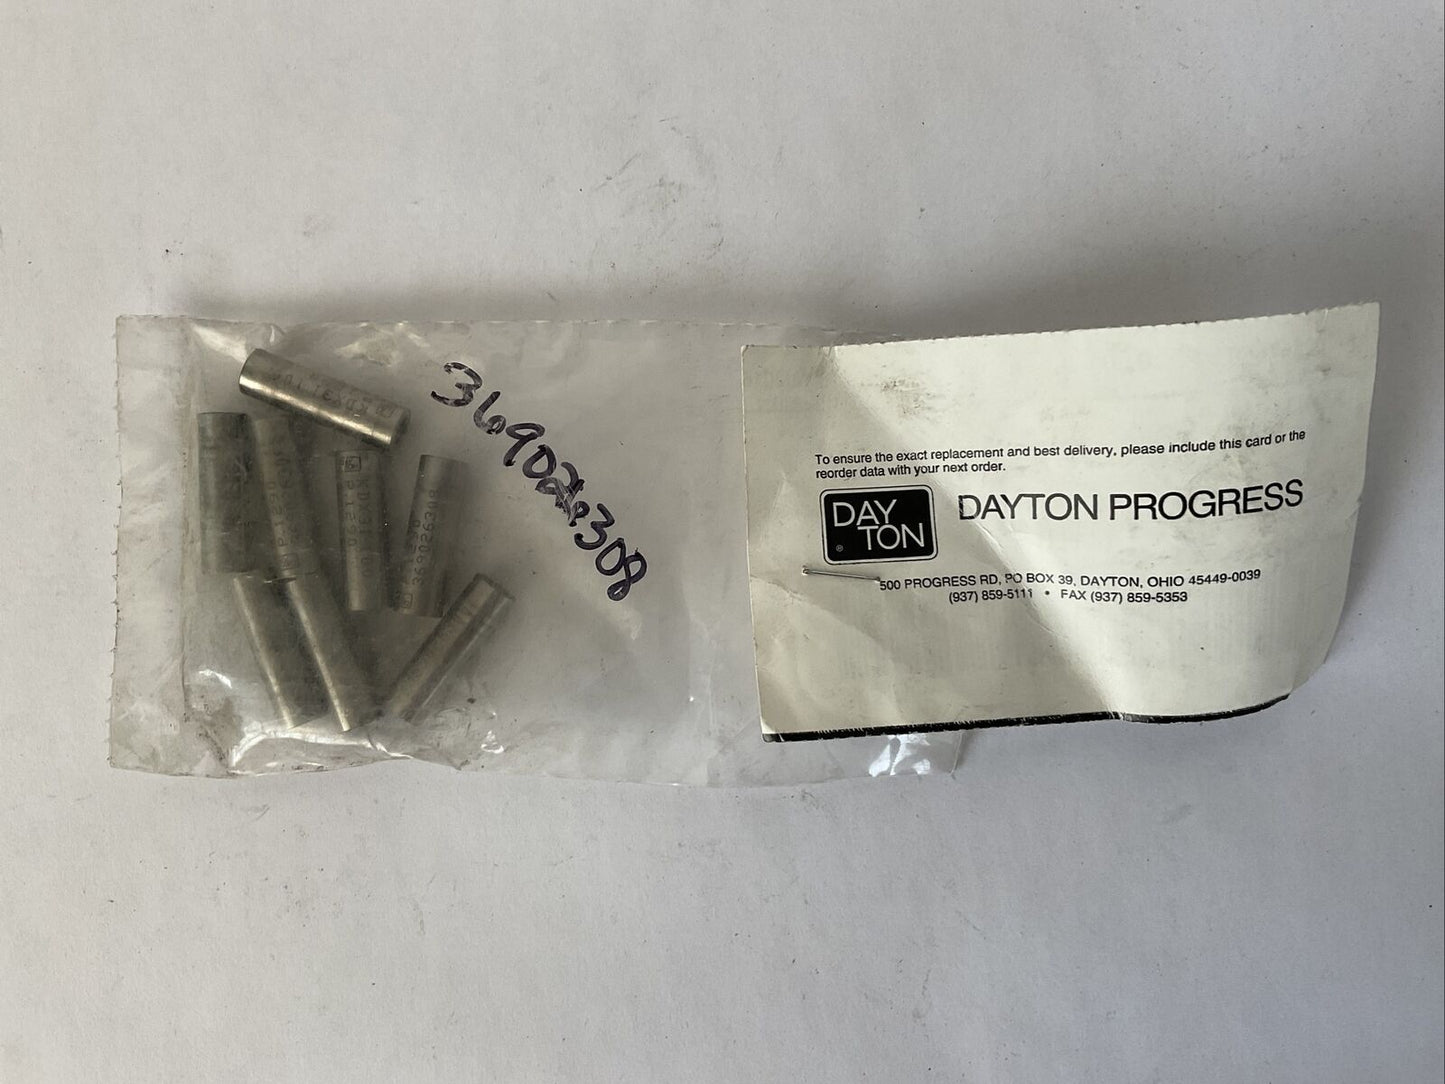 369026308
To ensure the exact replacement and best delivery, please include this card or the
reorder data with your next order.
DAY
TON
®
DAYTON PROGRESS
500 PROGRESS RD, PO BOX 39, DAYTON, OHIO 45449-0039
(937) 859-5111 • FAX (937) 859-5353
369026308